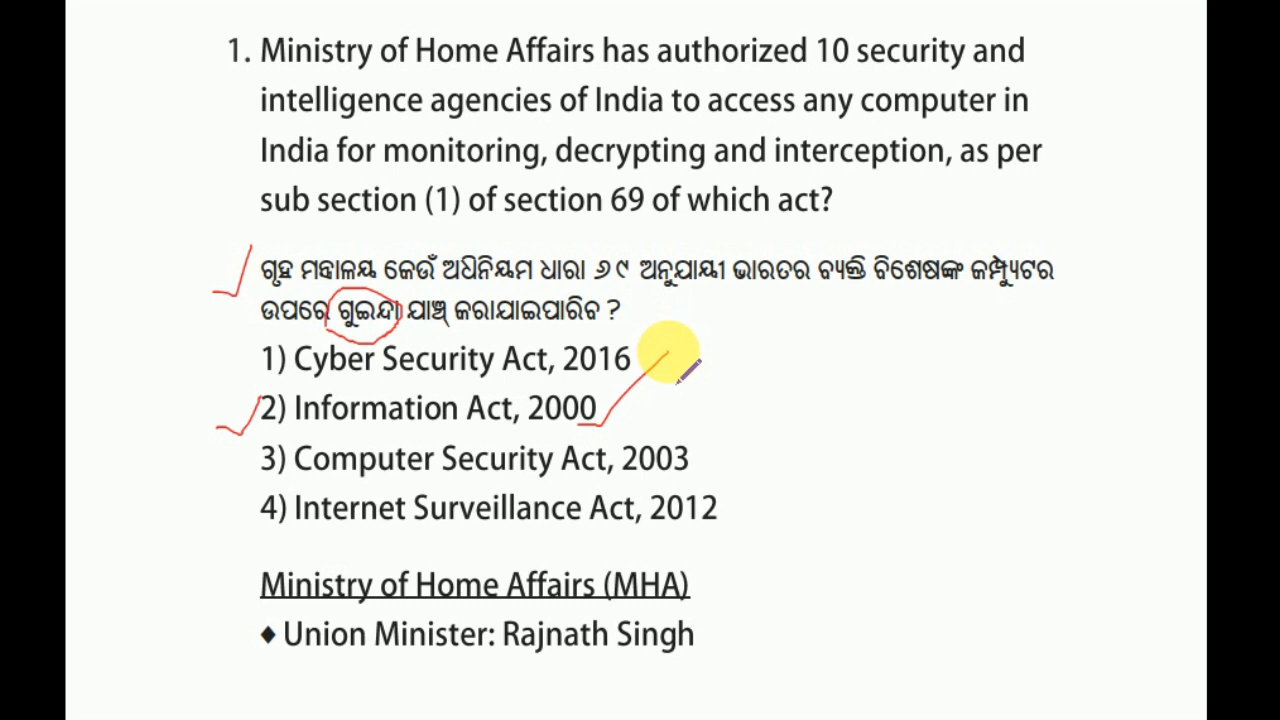 1. Ministry of Home Affairs has authorized 10 security and
intelligence agencies of India to access any computer in
India for monitoring, decrypting and interception, as per
sub section (1) of section 69 of which act?
ଗୃହ ମନ୍ତ୍ରାଳୟ କେଉଁ ଅଧିନିୟମ ଧାରା ୬୯ ଅନୁଯାୟୀ ଭାରତର ବ୍ୟକ୍ତି ବିଶେଷଙ୍କ କମ୍ପ୍ୟୁଟର
ଉପରେ ଗୁଇନ୍ଦା ଯାଞ୍ଚ୍ କରାଯାଇପାରିବ ?
1) Cyber Security Act, 2016
2) Information Act, 2000
3) Computer Security Act, 2003
4) Internet Surveillance Act, 2012
Ministry of Home Affairs (MHA)
♦ Union Minister: Rajnath Singh